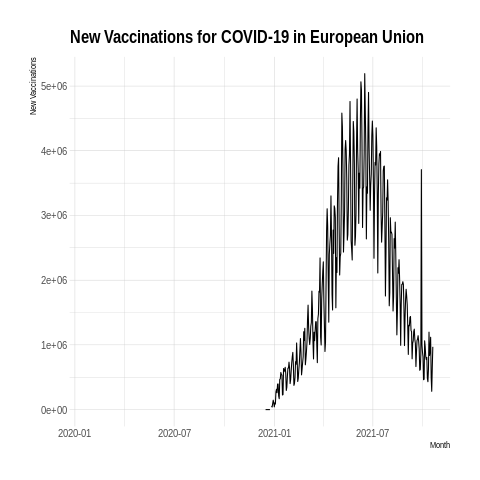 New Vaccinations for COVID-19 in European Union
New Vaccinations
5e+06
4e+06
3e+06
2e+06
1e+06
0e+00
2020-01 2020-07 2021-01 2021-07
Month